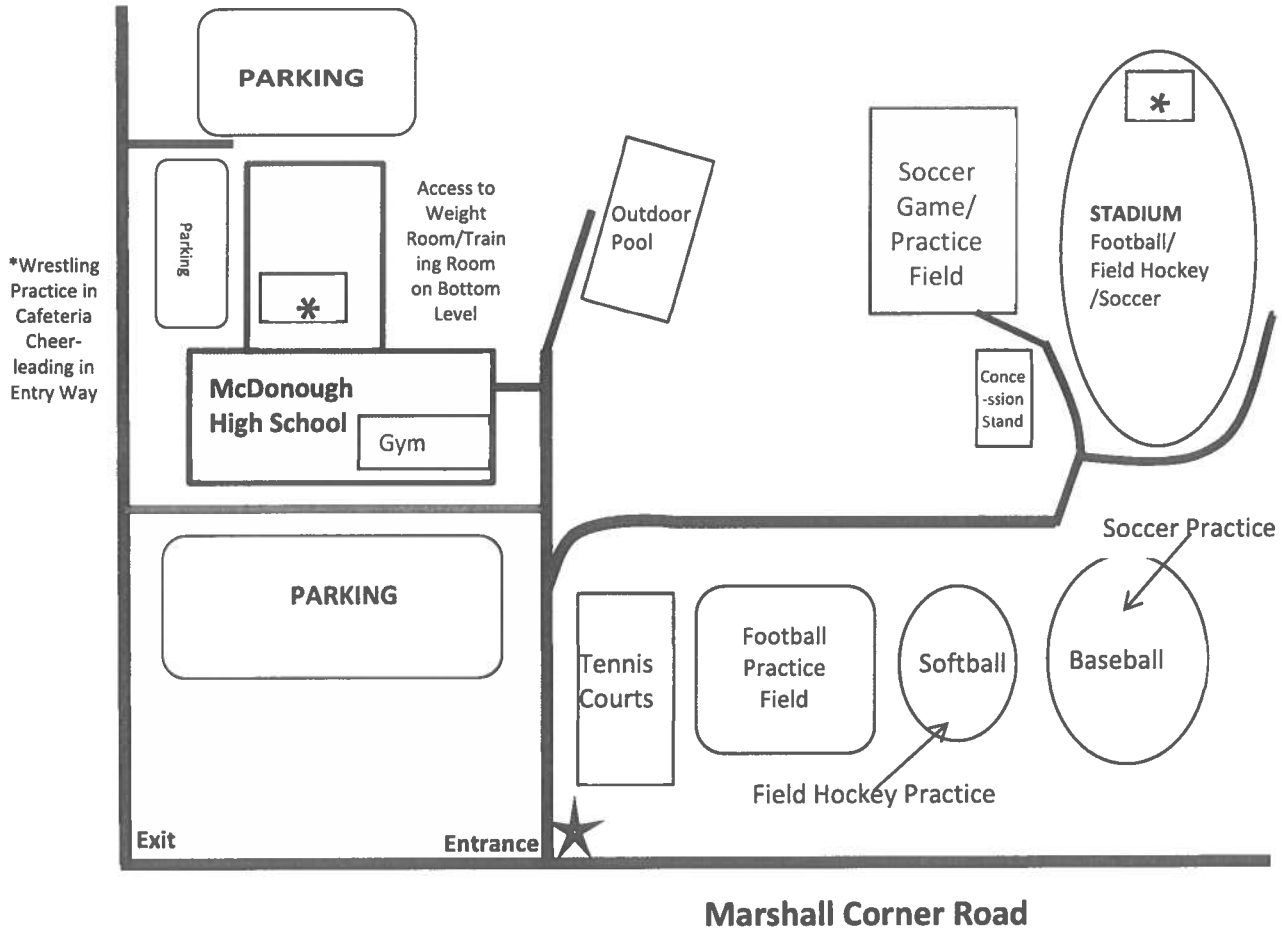 PARKING
*
Parking
Access to
Weight
Room/Train
ing Room
on Bottom
Level
Outdoor
Pool
Soccer
Game/
Practice
Field
STADIUM
Football/
Field Hockey
/Soccer
*Wrestling
Practice in
Cafeteria
Cheer-
leading in
Entry Way
*
McDonough
High School
Gym
Conce
-ssion
Stand
Soccer Practice
PARKING
Tennis
Courts
Football
Practice
Field
Softball
Baseball
Field Hockey Practice
Exit
Entrance
Marshall Corner Road